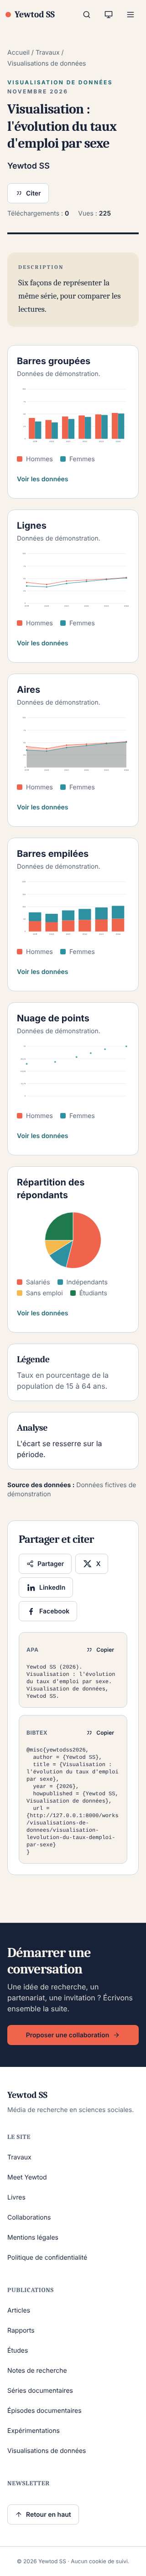 Yewtod SS
Accueil / Travaux /
Visualisations de données
VISUALISATION DE DONNÉES
NOVEMBRE 2026
Visualisation :
l'évolution du taux
d'emploi par sexe
Yewtod SS
Citer
Téléchargements : 0 Vues : 225
DESCRIPTION
Six façons de représenter la
même série, pour comparer les
lectures.
Barres groupées
Données de démonstration.
Hommes Femmes
Voir les données
Lignes
Données de démonstration.
Hommes Femmes
Voir les données
Aires
Données de démonstration.
Hommes Femmes
Voir les données
Barres empilées
Données de démonstration.
Hommes Femmes
Voir les données
Nuage de points
Données de démonstration.
Hommes Femmes
Voir les données
Répartition des
répondants
Salariés Indépendants
Sans emploi Étudiants
Voir les données
Légende
Taux en pourcentage de la
population de 15 à 64 ans.
Analyse
L'écart se resserre sur la
période.
Source des données : Données fictives de
démonstration
Partager et citer
Partager X
LinkedIn
Facebook
APA Copier
Yewtod SS (2026).
Visualisation : l'évolution
du taux d'emploi par sexe.
Visualisation de données,
Yewtod SS.
BIBTEX Copier
@misc{yewtodss2026,
author = {Yewtod SS},
title = {Visualisation :
l'évolution du taux d'emploi
par sexe},
year = {2026},
howpublished = {Yewtod SS,
Visualisation de données},
url =
{http://127.0.0.1:8000/works
/visualisations-de-
donnees/visualisation-
levolution-du-taux-demploi-
par-sexe}
}
Démarrer une
conversation
Une idée de recherche, un
partenariat, une invitation ? Écrivons
ensemble la suite.
Proposer une collaboration →
Yewtod SS
Média de recherche en sciences sociales.
LE SITE
Travaux
Meet Yewtod
Livres
Collaborations
Mentions légales
Politique de confidentialité
PUBLICATIONS
Articles
Rapports
Études
Notes de recherche
Séries documentaires
Épisodes documentaires
Expérimentations
Visualisations de données
NEWSLETTER
↑ Retour en haut
© 2026 Yewtod SS · Aucun cookie de suivi.